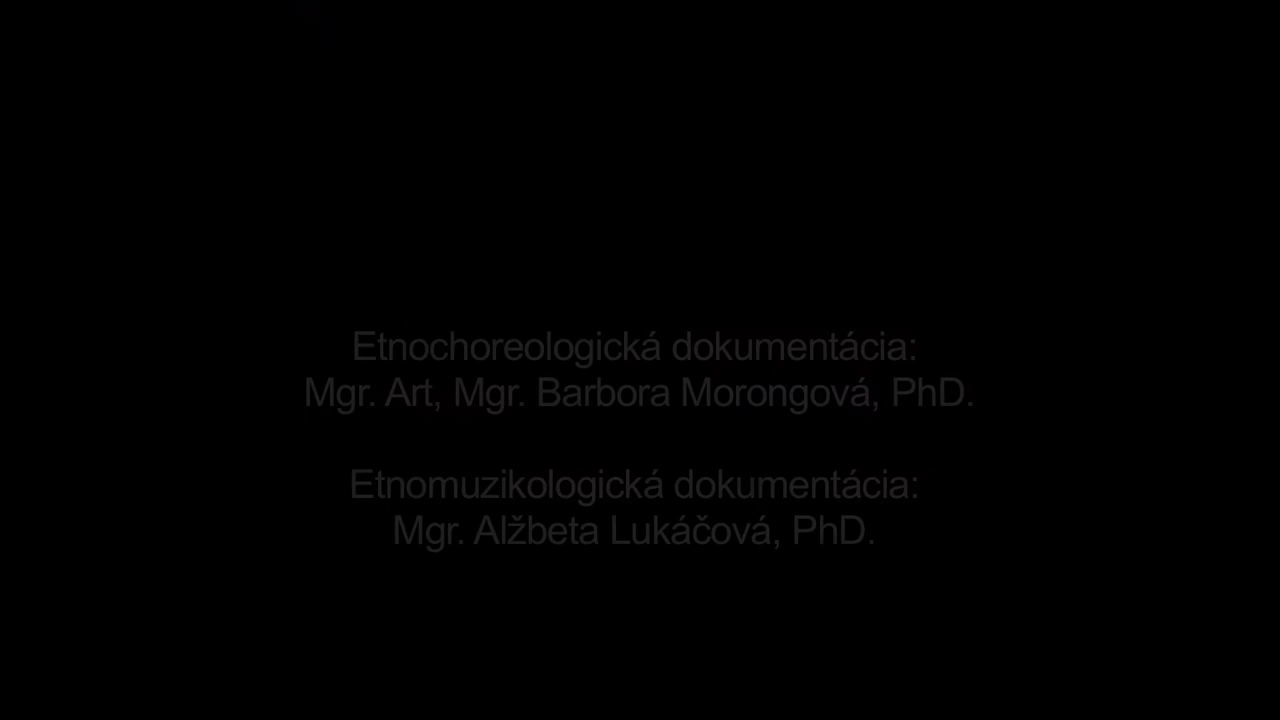 Etnochoreologická dokumentácia:
Mgr. Art, Mgr. Barbora Morongová, PhD.
Etnomuzikologická dokumentácia:
Mgr. Alžbeta Lukáčová, PhD.